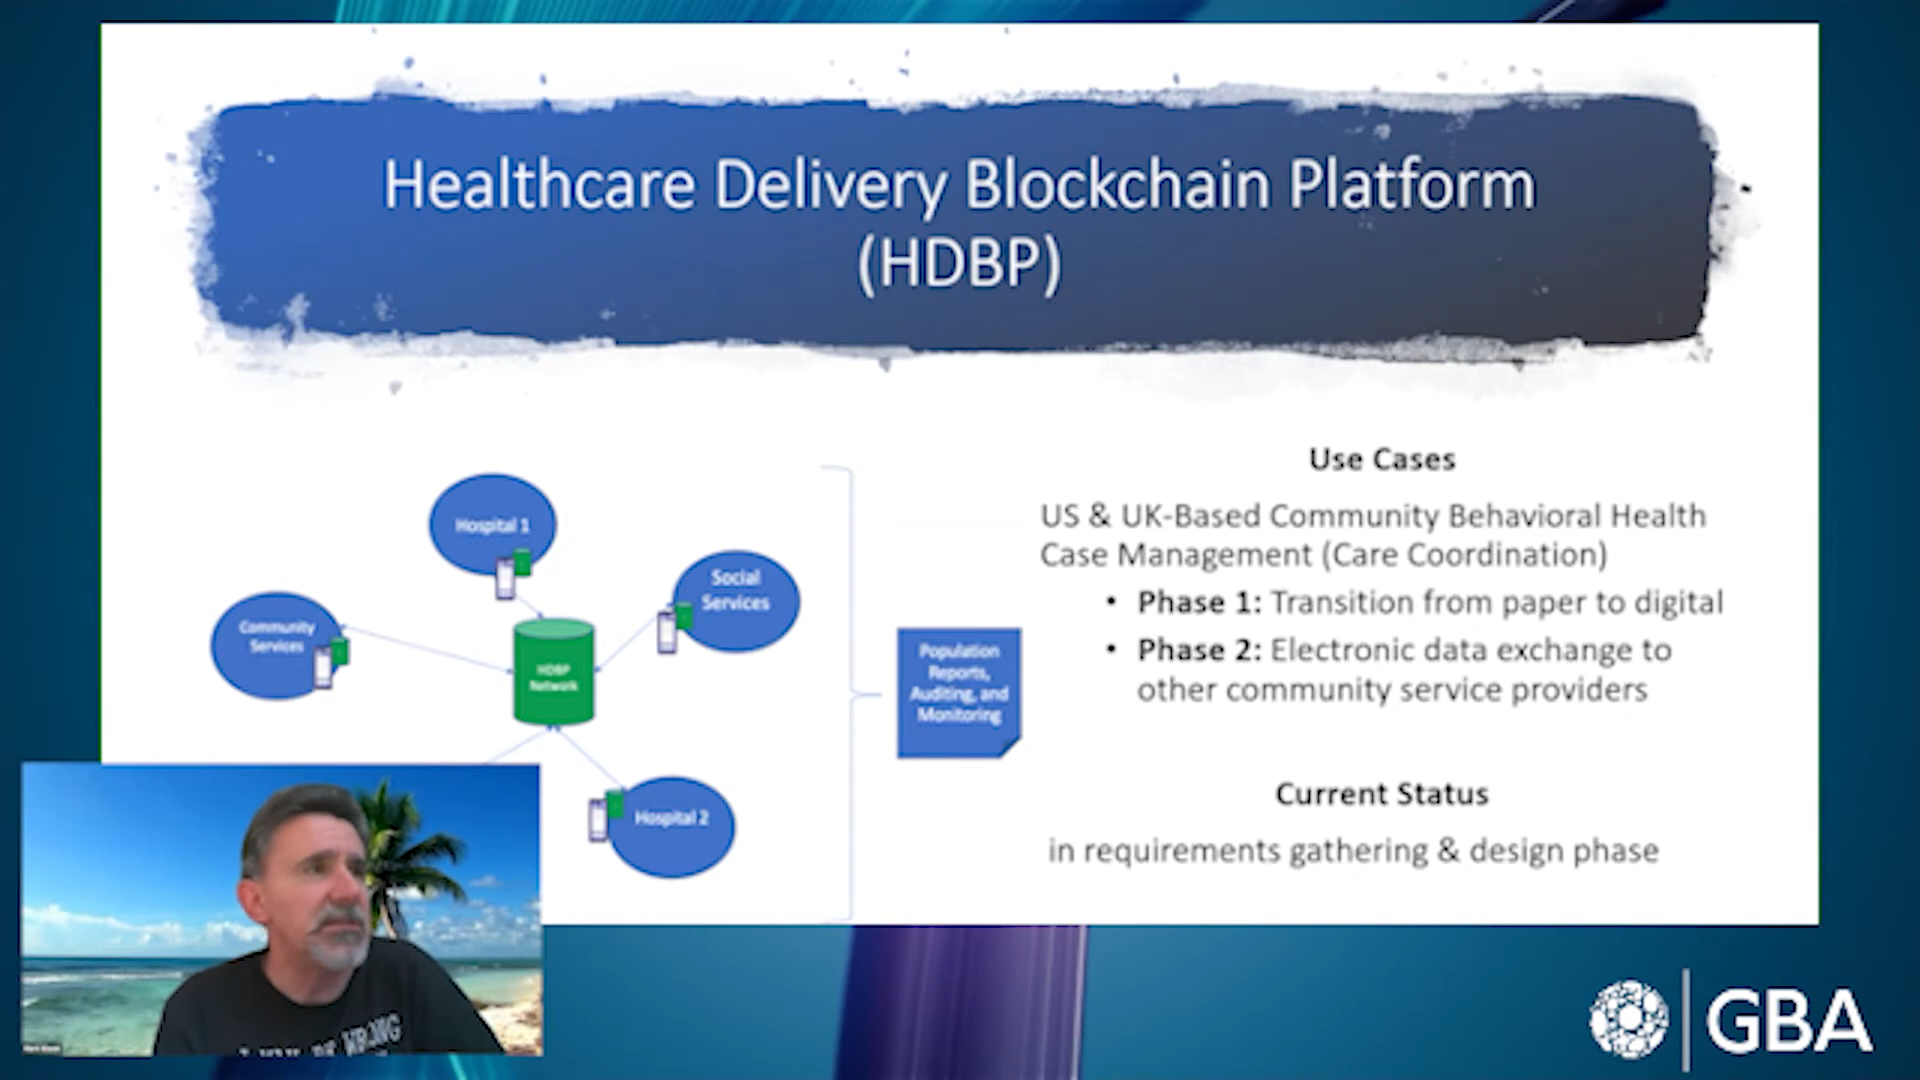 Healthcare Delivery Blockchain Platform
(HDBP)
Use Cases
US & UK-Based Community Behavioral Health
Case Management (Care Coordination)
• Phase 1: Transition from paper to digital
• Phase 2: Electronic data exchange to
other community service providers
Current Status
in requirements gathering & design phase
Hospital 1
Social
Services
Community
Services
HDBP
Network
Hospital 2
Population
Reports,
Auditing, and
Monitoring
WRONG
GBA